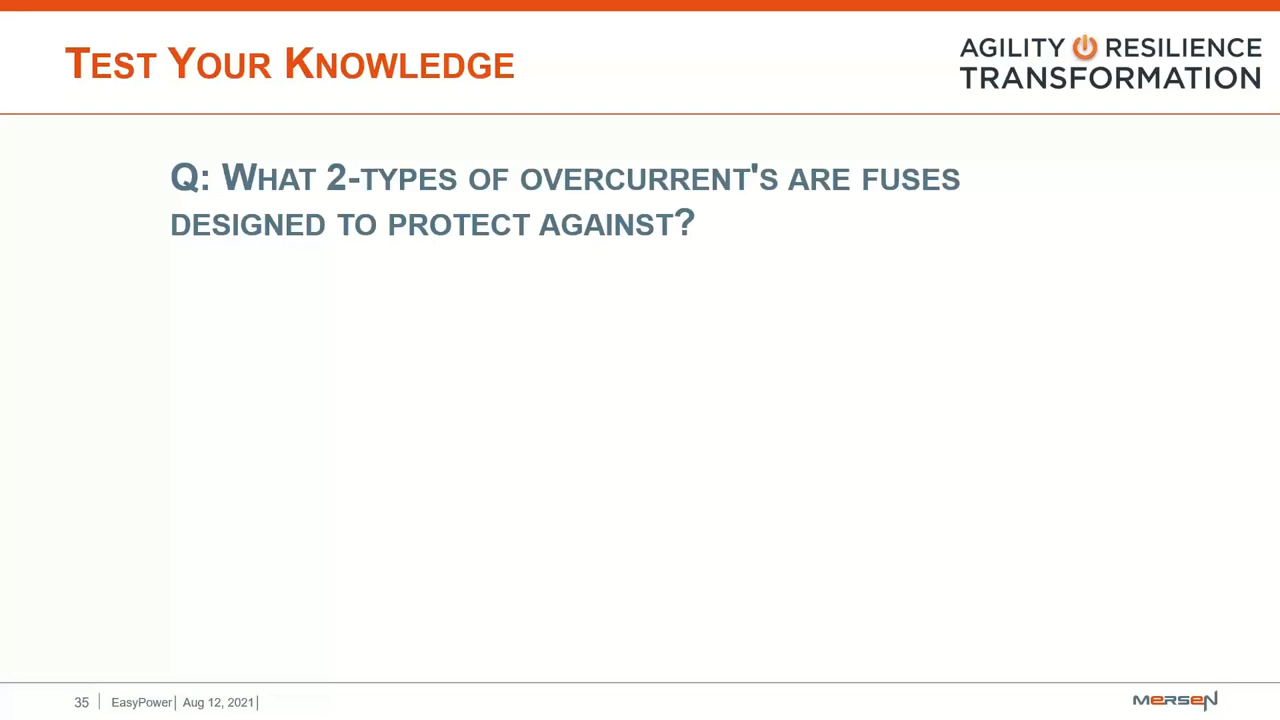 TEST YOUR KNOWLEDGE
AGILITY RESILIENCE
TRANSFORMATION
Q: WHAT 2-TYPES OF OVERCURRENT'S ARE FUSES
DESIGNED TO PROTECT AGAINST?
35 | EasyPower| Aug 12, 2021|
MERSEN